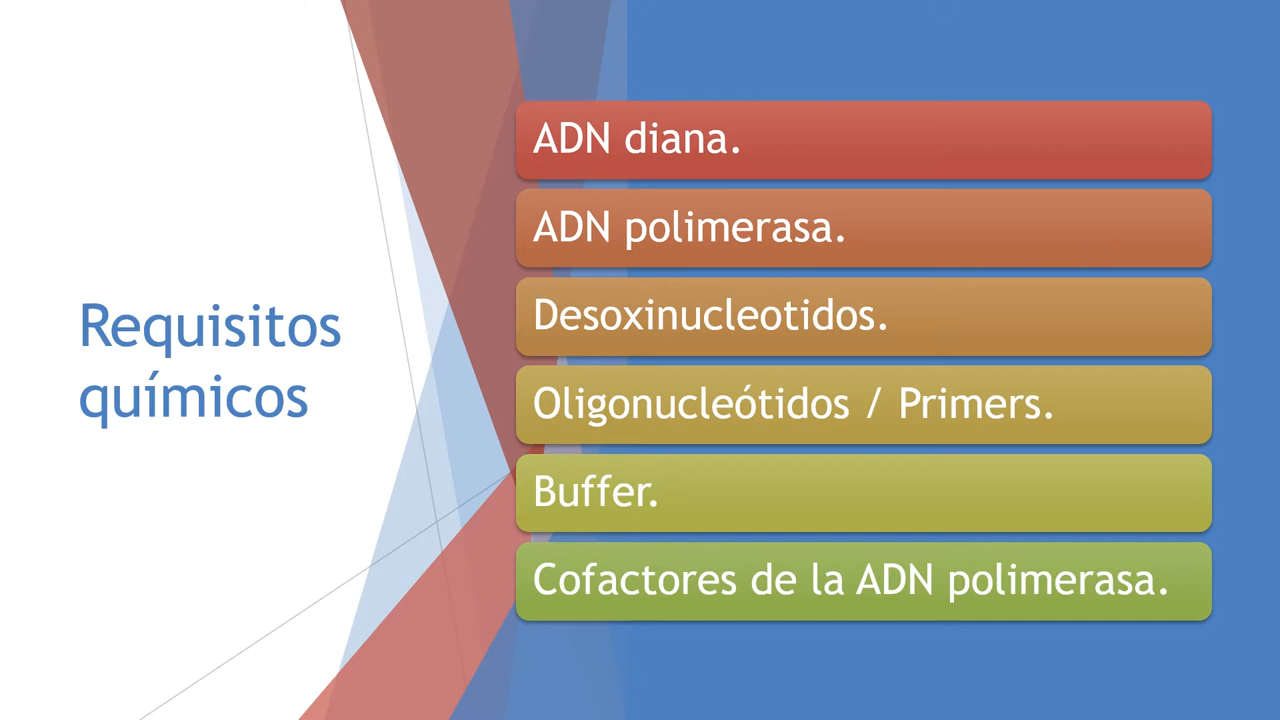 Requisitos
químicos
ADN diana.
ADN polimerasa.
Desoxinucleotidos.
Oligonucleótidos / Primers.
Buffer.
Cofactores de la ADN polimerasa.